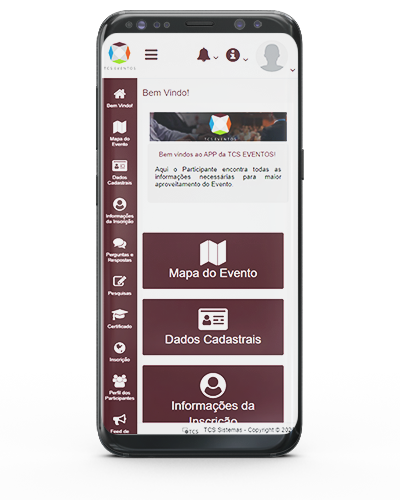 TCS EVENTOS
Bem Vindo!
Mapa do
Evento
Dados
Cadastrais
Informações
da Inscrição
Perguntas e
Respostas
Pesquisas
Certificado
Inscrição
Perfil dos
Participantes
Feed de
Bem Vindo!
TCS EVENTOS
Bem vindos ao APP da TCS EVENTOS!
Aqui o Participante encontra todas as
informações necessárias para maior
aproveitamento do Evento.
Mapa do Evento
Dados Cadastrais
Informações da
Inscrição
TCS
TCS Sistemas - Copyright ©